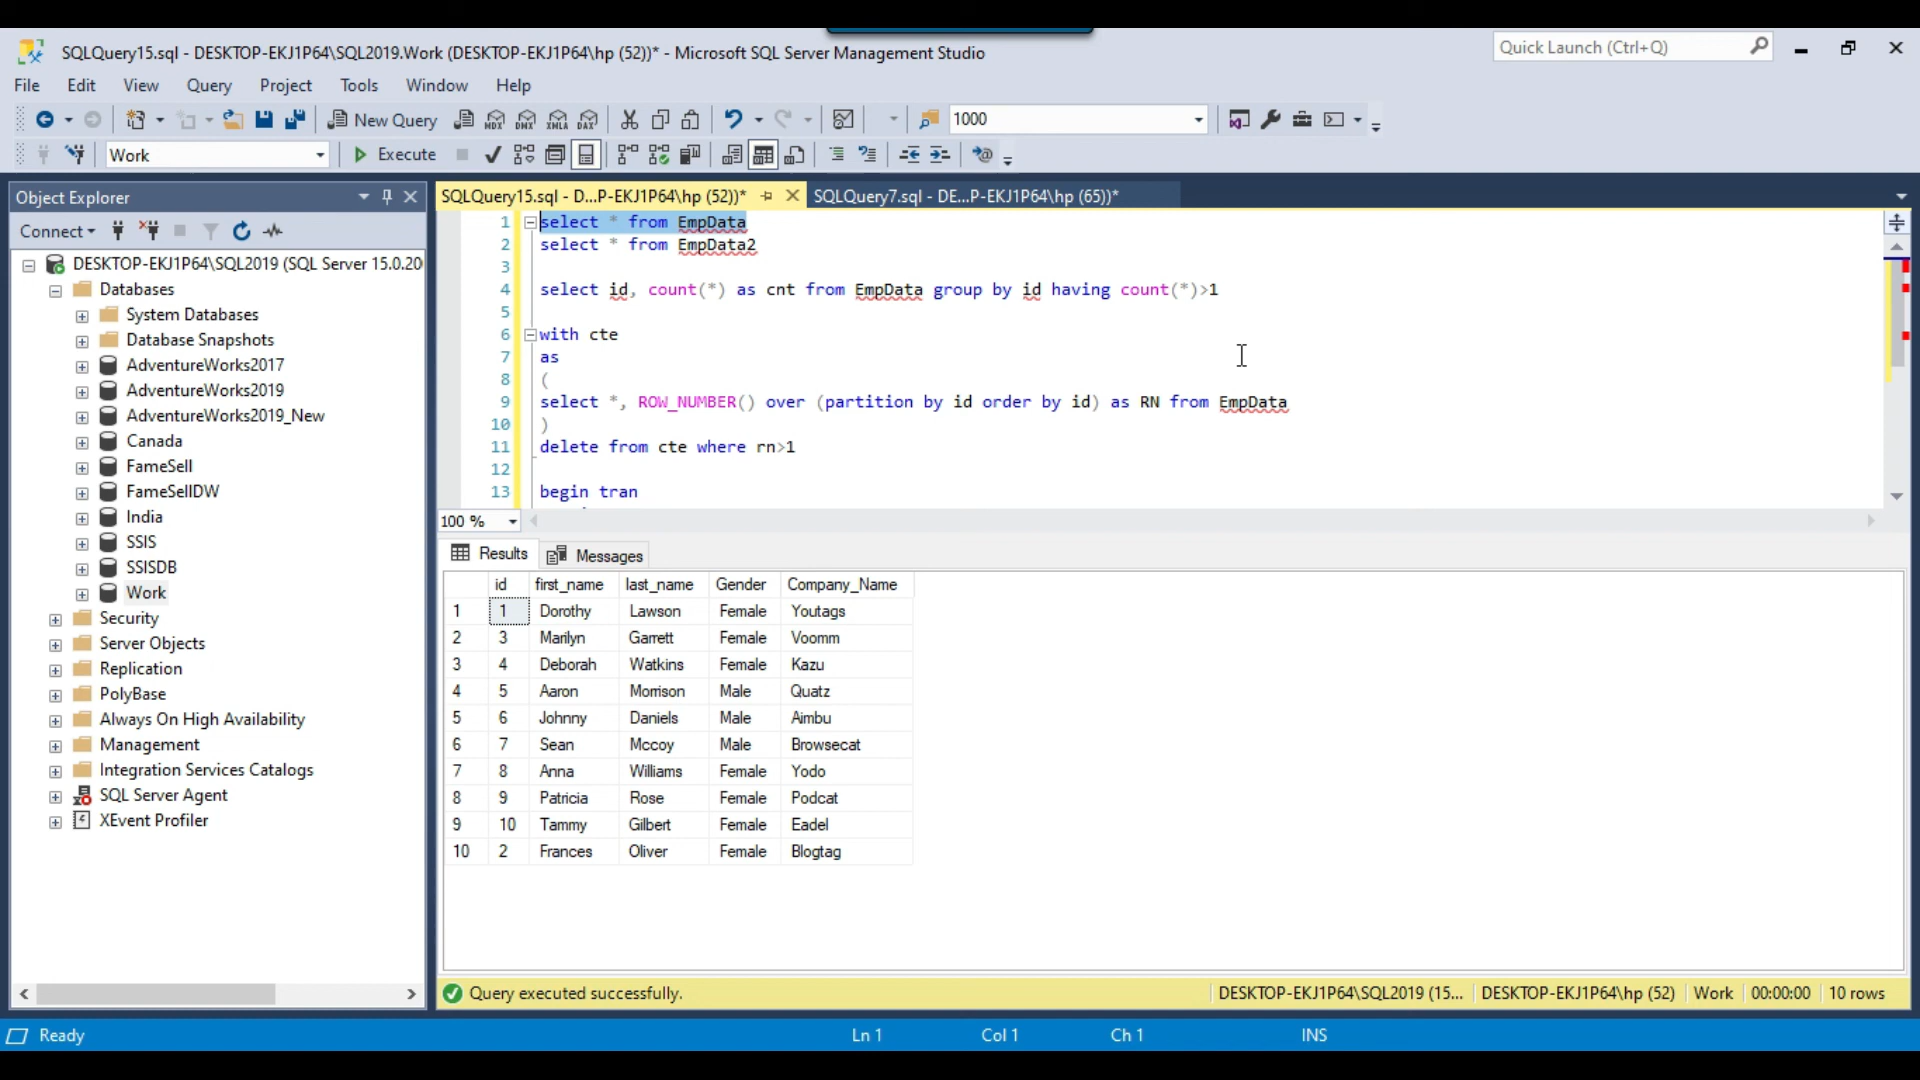 SQLQuery15.sql - DESKTOP-EKJ1P64\SQL2019.Work (DESKTOP-EKJ1P64\hp (52))* - Microsoft SQL Server Management Studio
Quick Launch (Ctrl+Q)
File Edit View Query Project Tools Window Help
New Query MDX DMX XMLA DAX 1000
Work Execute
Object Explorer
Connect
DESKTOP-EKJ1P64\SQL2019 (SQL Server 15.0.20
Databases
System Databases
Database Snapshots
AdventureWorks2017
AdventureWorks2019
AdventureWorks2019_New
Canada
FameSell
FameSellDW
India
SSIS
SSISDB
Work
Security
Server Objects
Replication
PolyBase
Always On High Availability
Management
Integration Services Catalogs
SQL Server Agent
XEvent Profiler
SQLQuery15.sql - D...P-EKJ1P64\hp (52))* SQLQuery7.sql - DE...P-EKJ1P64\hp (65))*
1 select * from EmpData
2 select * from EmpData2
3
4 select id, count(*) as cnt from EmpData group by id having count(*)>1
5
6 with cte
7 as
8 (
9 select *, ROW_NUMBER() over (partition by id order by id) as RN from EmpData
10 )
11 delete from cte where rn>1
12
13 begin tran
100 %
Results Messages
id first_name last_name Gender Company_Name
1 1 Dorothy Lawson Female Youtags
2 3 Marilyn Garrett Female Voomm
3 4 Deborah Watkins Female Kazu
4 5 Aaron Morrison Male Quatz
5 6 Johnny Daniels Male Aimbu
6 7 Sean Mccoy Male Browsecat
7 8 Anna Williams Female Yodo
8 9 Patricia Rose Female Podcat
9 10 Tammy Gilbert Female Eadel
10 2 Frances Oliver Female Blogtag
Query executed successfully. DESKTOP-EKJ1P64\SQL2019 (15... DESKTOP-EKJ1P64\hp (52) Work 00:00:00 10 rows
Ready Ln 1 Col 1 Ch 1 INS